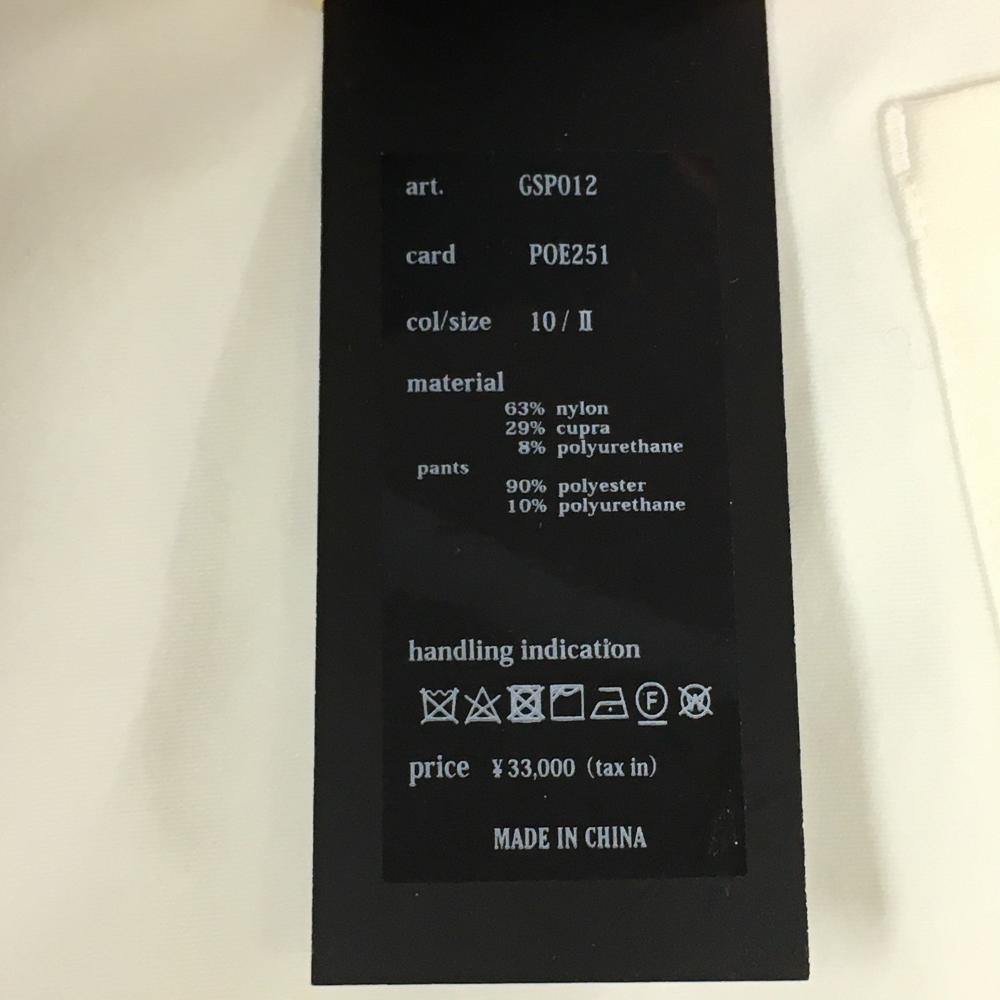 art. GSP012
card POE251
col/size 10 / Ⅱ
material
63% nylon
29% cupra
8% polyurethane
pants
90% polyester
10% polyurethane
handling indication
F W
price ¥33,000 (tax in)
MADE IN CHINA